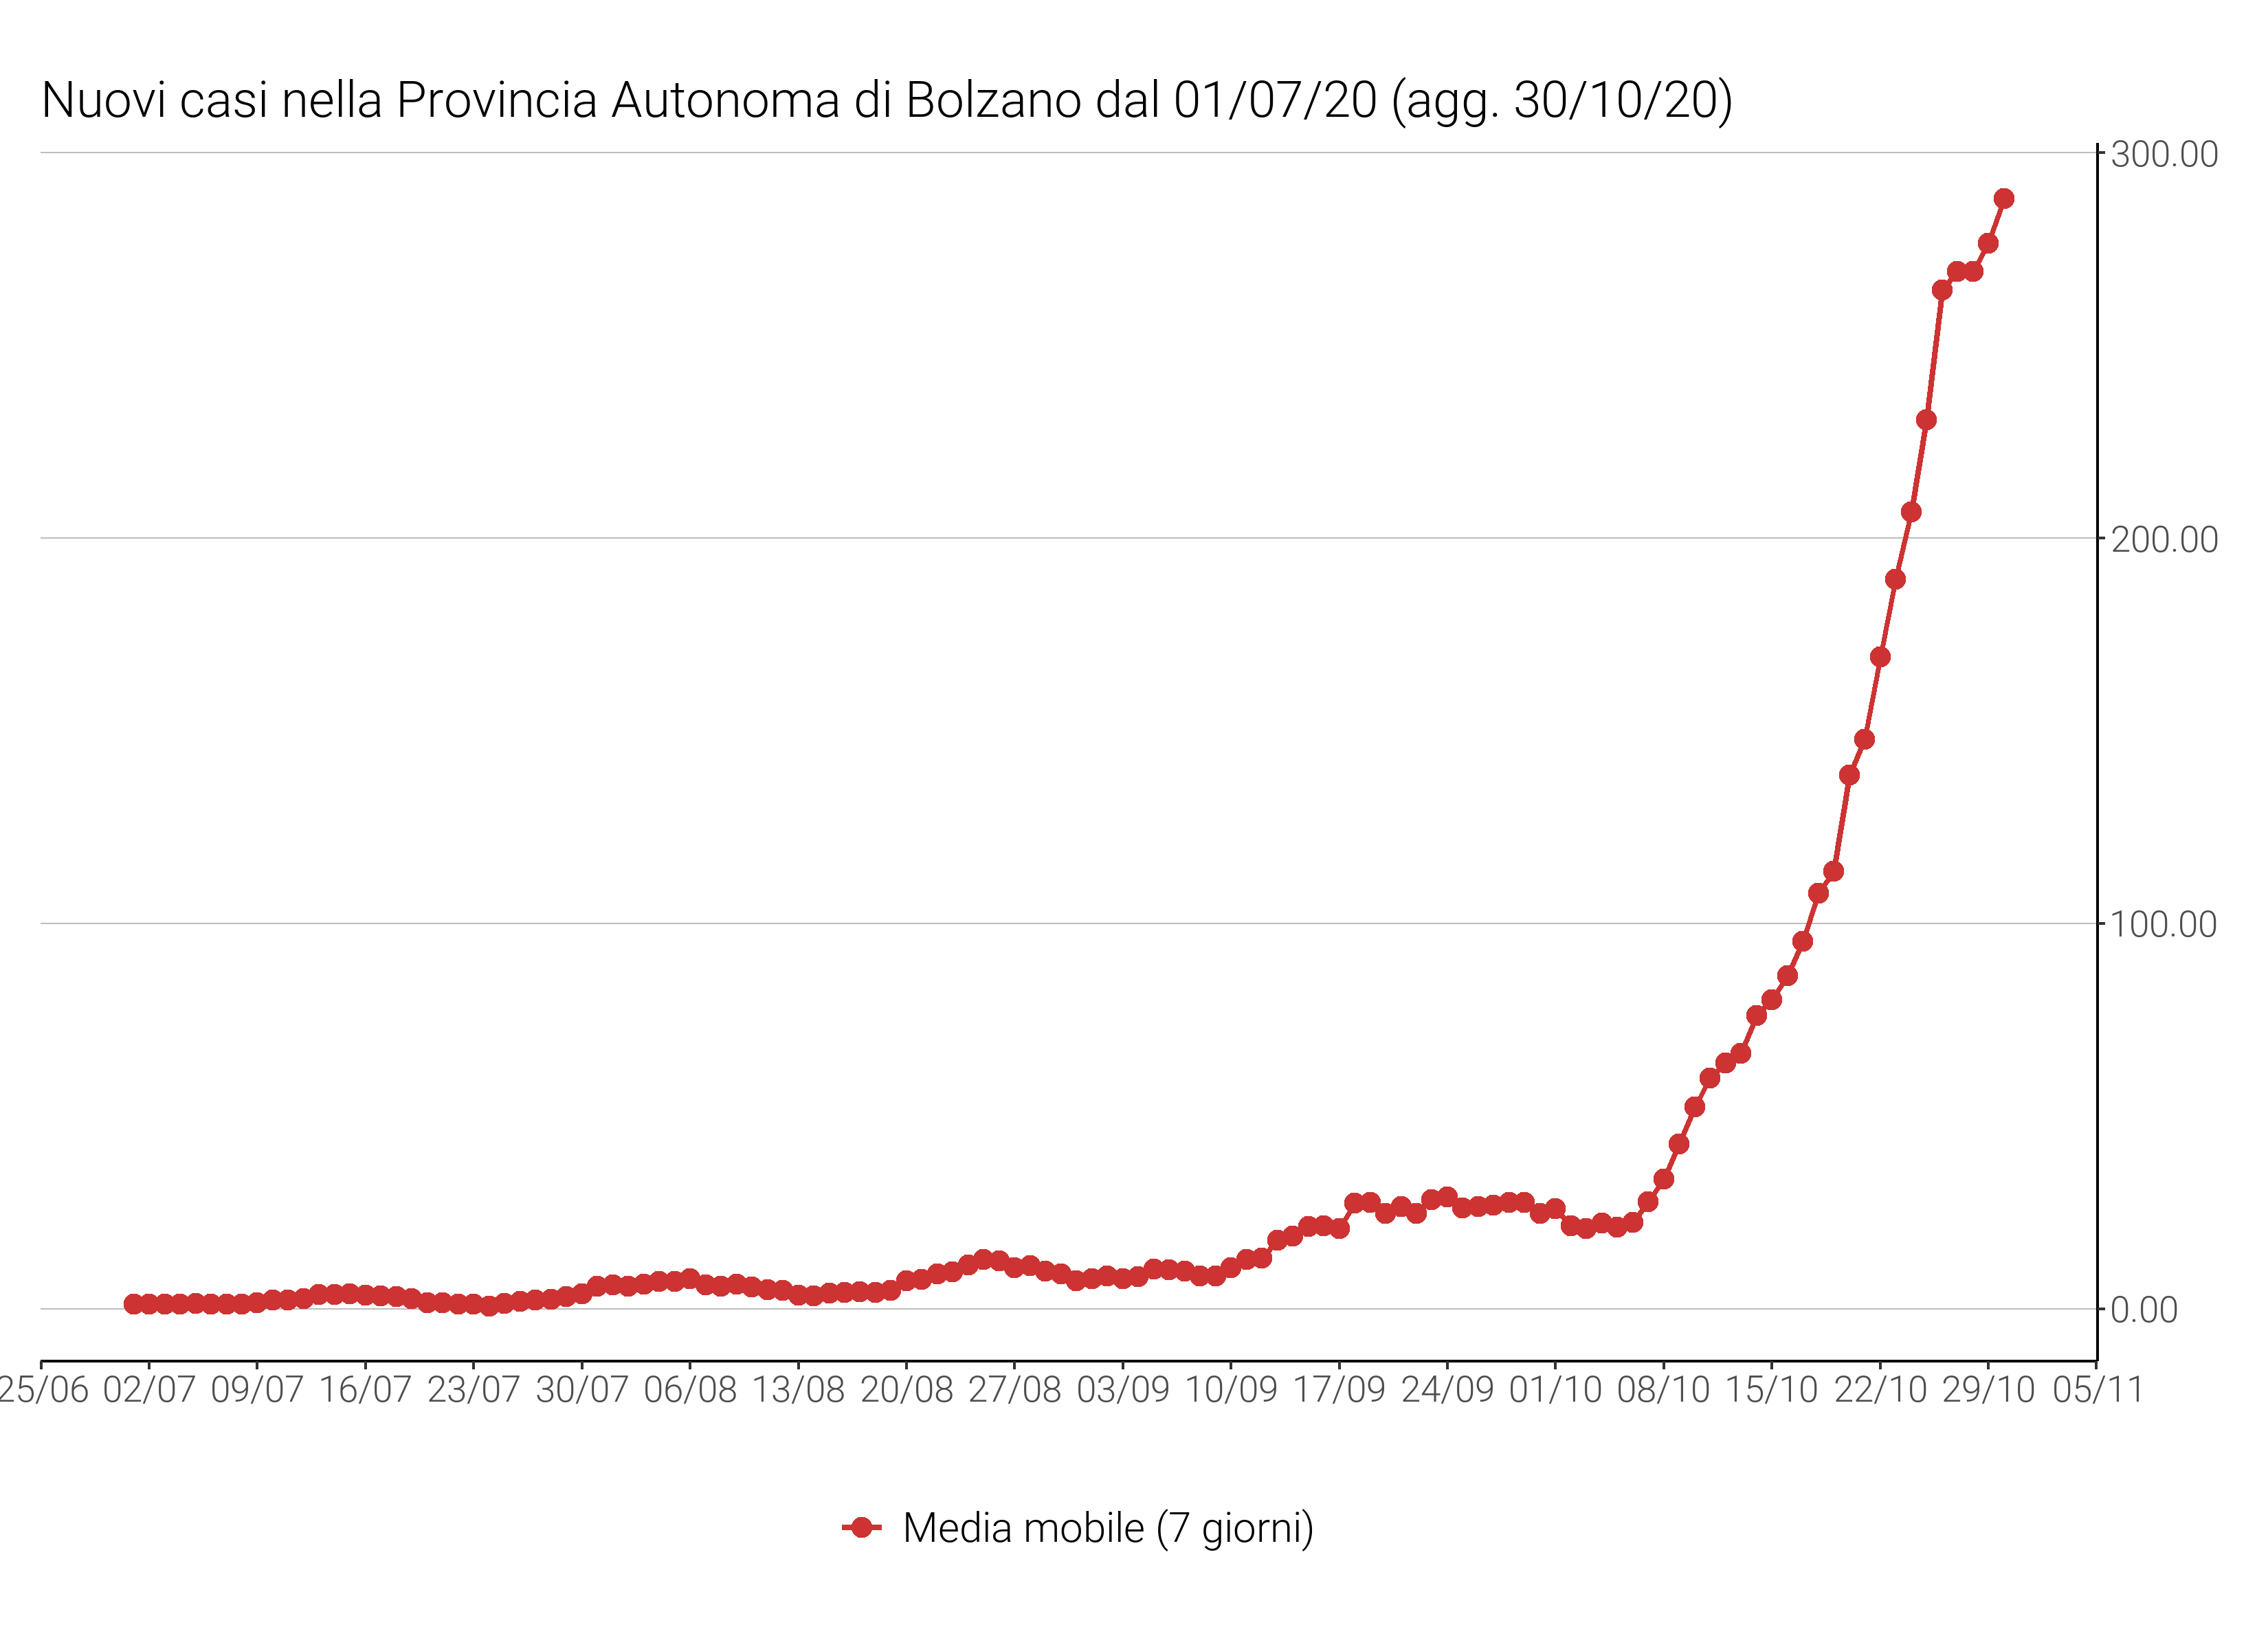 Nuovi casi nella Provincia Autonoma di Bolzano dal 01/07/20 (agg. 30/10/20)
300.00
200.00
100.00
0.00
25/06 02/07 09/07 16/07 23/07 30/07 06/08 13/08 20/08 27/08 03/09 10/09 17/09 24/09 01/10 08/10 15/10 22/10 29/10 05/11
Media mobile (7 giorni)